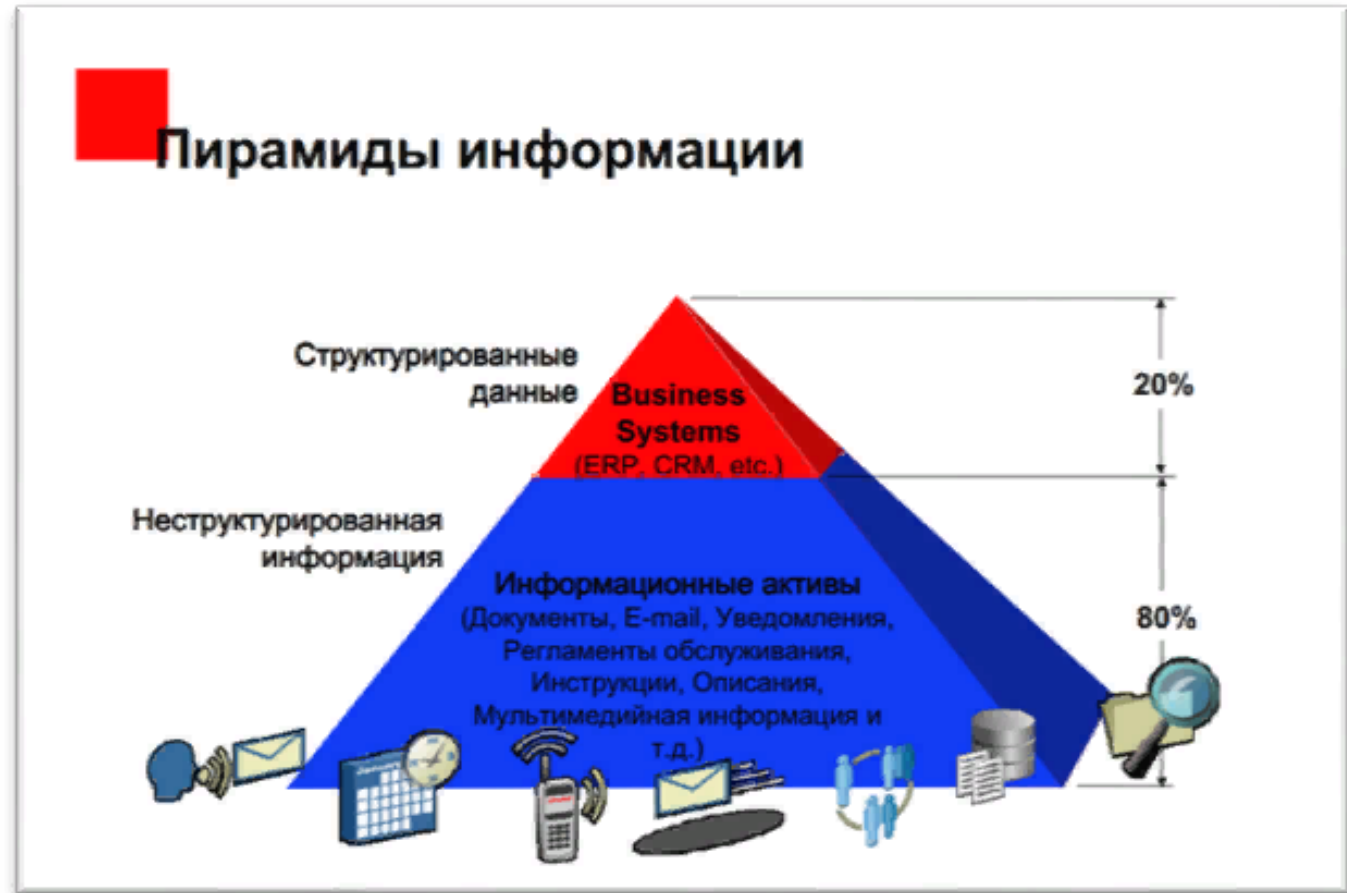 Пирамиды информации
Структурированные
данные
Business
Systems
(ERP, CRM, etc.)
20%
Неструктурированная
информация
Информационные активы
(Документы, E-mail, Уведомления,
Регламенты обслуживания,
Инструкции, Описания,
Мультимедийная информация и
т.д.)
80%